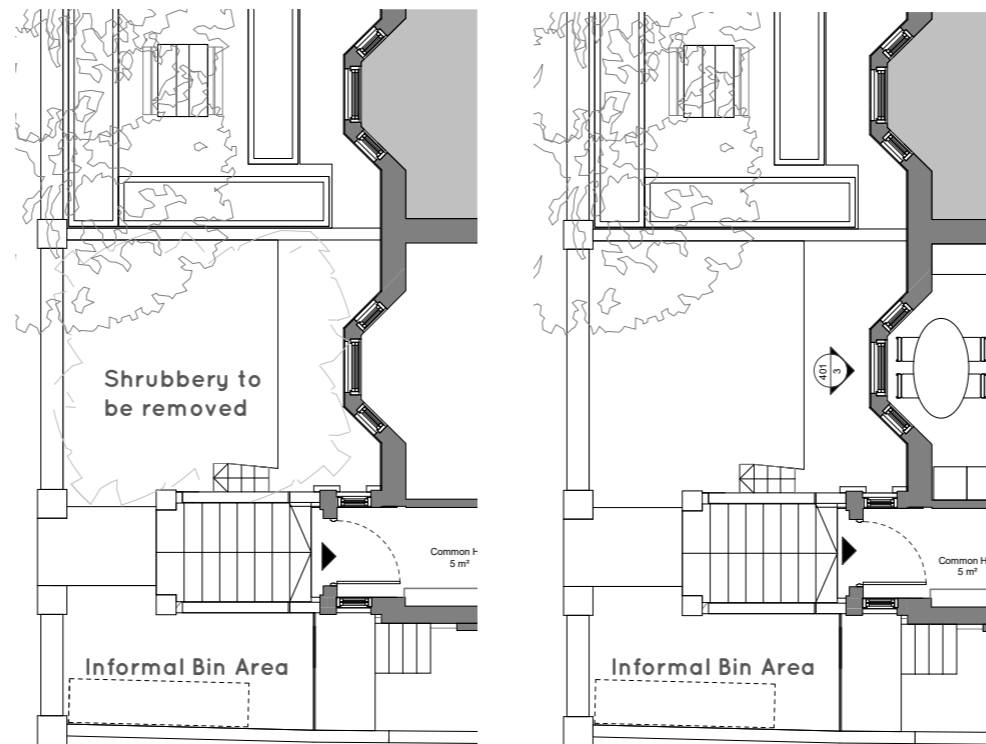 Shrubbery to
be removed
Common H
5 m²
Informal Bin Area
401
3
Common H
5 m²
Informal Bin Area